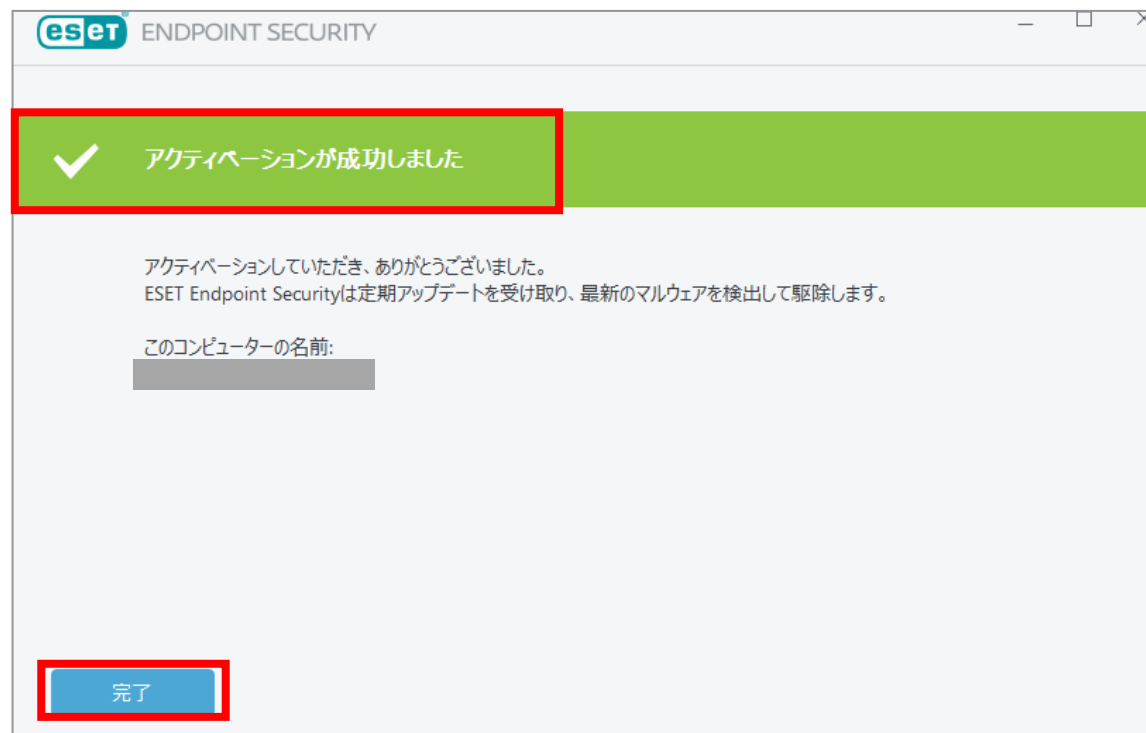 eset ENDPOINT SECURITY
アクティベーションが成功しました
アクティベーションしていただき、ありがとうございました。
ESET Endpoint Securityは定期アップデートを受け取り、最新のマルウェアを検出して駆除します。
このコンピューターの名前:
完了